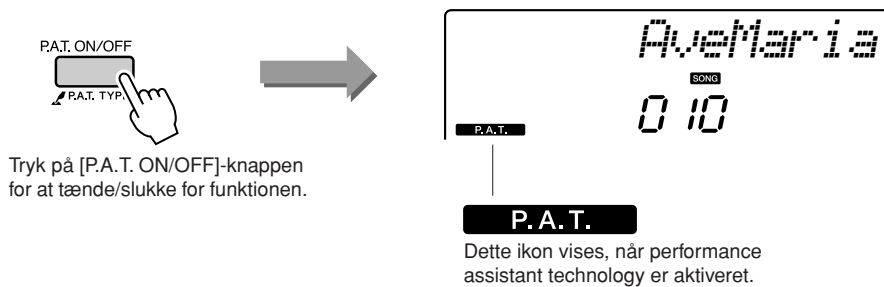 P.A.T. ON/OFF
P.A.T. TYP
Tryk på [P.A.T. ON/OFF]-knappen
for at tænde/slukke for funktionen.
AveMaria
SONG
010
P.A.T.
P.A.T.
Dette ikon vises, når performance
assistant technology er aktiveret.